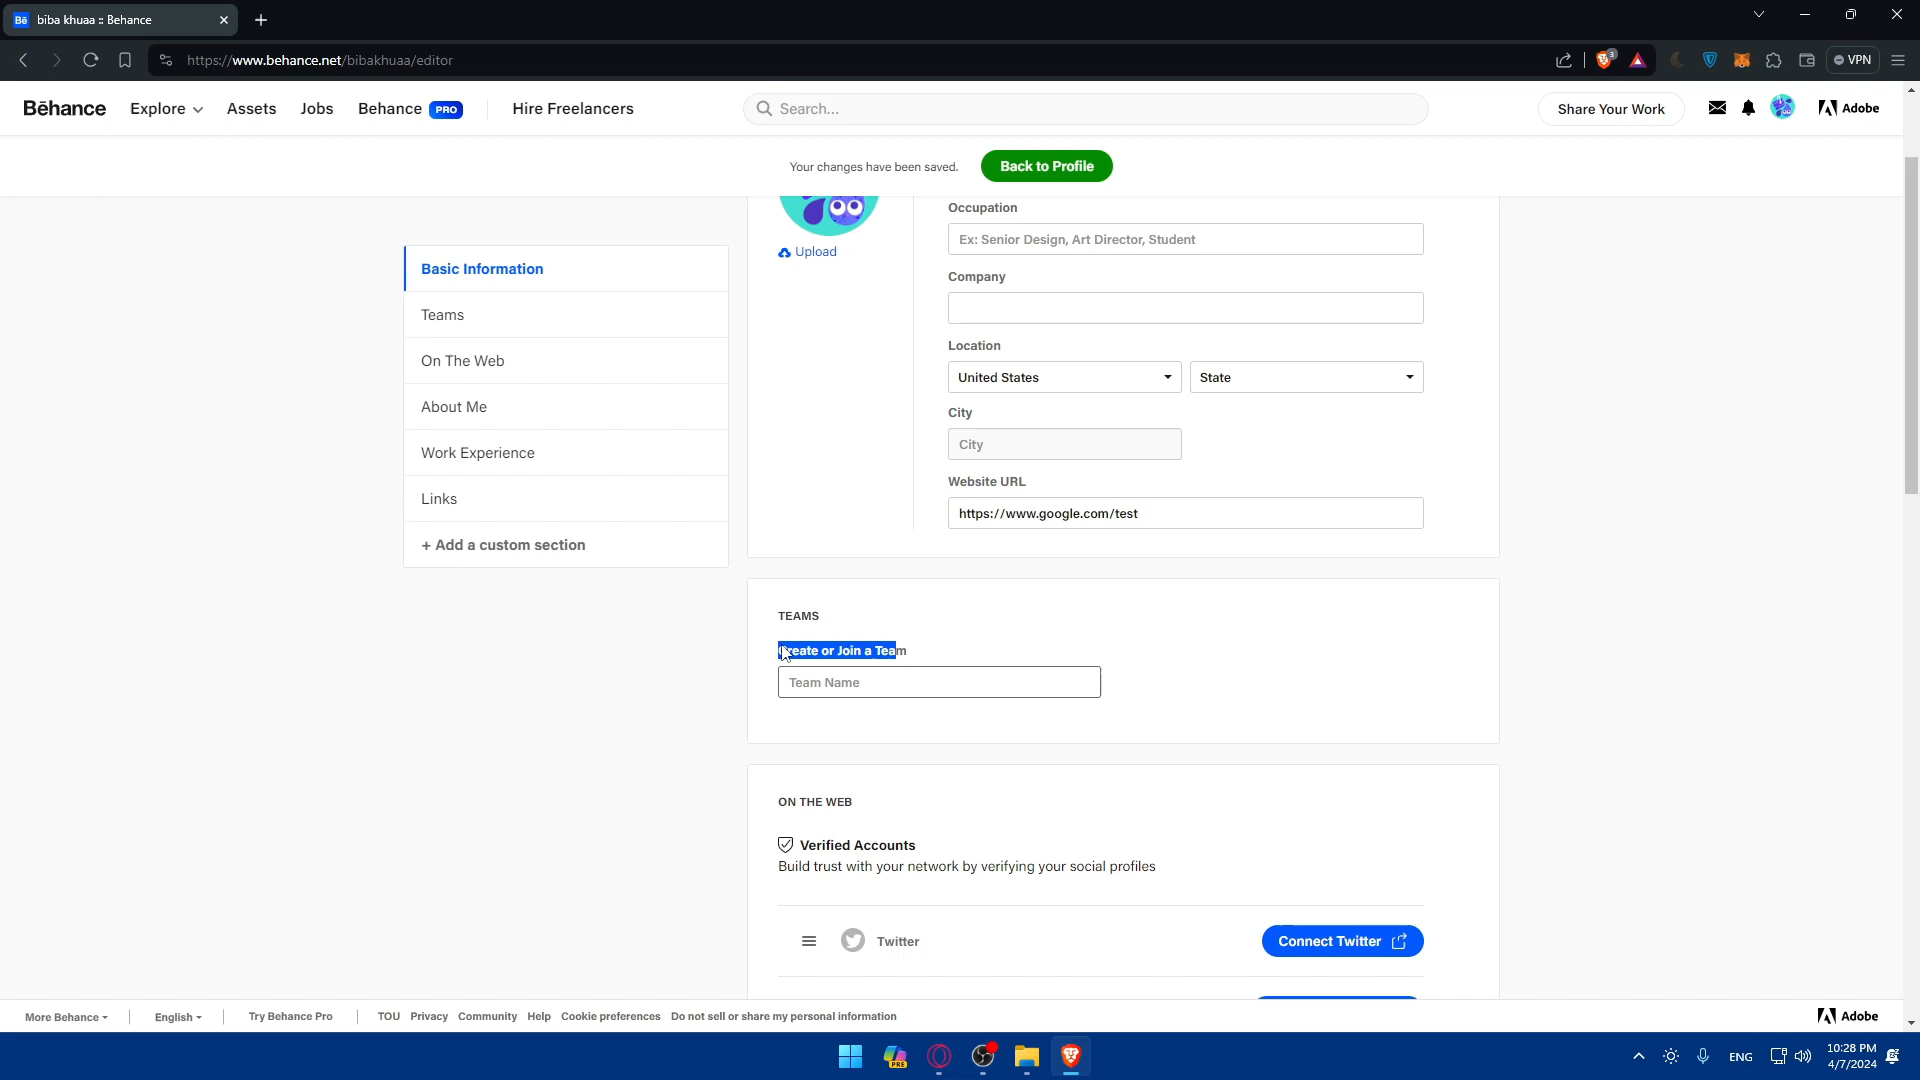 Bē biba khuaa :: Behance
https://www.behance.net/bibakhuaa/editor
3
VPN
Bēhance
Explore
Assets
Jobs
Behance PRO
Hire Freelancers
Search...
Share Your Work
Adobe
Your changes have been saved.
Back to Profile
Upload
Basic Information
Teams
On The Web
About Me
Work Experience
Links
+ Add a custom section
Occupation
Ex: Senior Design, Art Director, Student
Company
Location
United States
State
City
City
Website URL
https://www.google.com/test
TEAMS
Create or Join a Team
Team Name
ON THE WEB
Verified Accounts
Build trust with your network by verifying your social profiles
Twitter
Connect Twitter
More Behance
English
Try Behance Pro
TOU
Privacy
Community
Help
Cookie preferences
Do not sell or share my personal information
Adobe
PRE
ENG
10:28 PM
4/7/2024